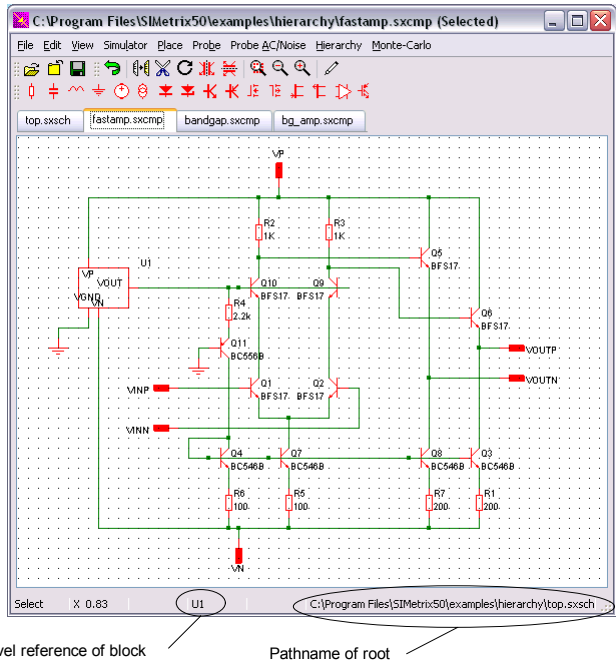 C:\Program Files\SIMetrix50\examples\hierarchy\fastamp.sxcmp (Selected)
File Edit View Simulator Place Probe Probe AC/Noise Hierarchy Monte-Carlo
top.sxsch fastamp.sxcmp bandgap.sxcmp bg_amp.sxcmp
VP
R2 R3
1K 1K
Q5
BFS17
U1
VP
VOUT
VGND
VN
Q10 Q9
BFS17 BFS17
R4
2.2k
Q6
BFS17
Q11
BC556B
VOUTP
VOUTN
VINP
Q1 Q2
BFS17 BFS17
VINN
Q4 Q7 Q8 Q3
BC546B BC546B BC546B BC546B
R6 R5 R7 R1
100 100 200 200
VN
Select X 0.83 U1 C:\Program Files\SIMetrix50\examples\hierarchy\top.sxsch
vel reference of block Pathname of root